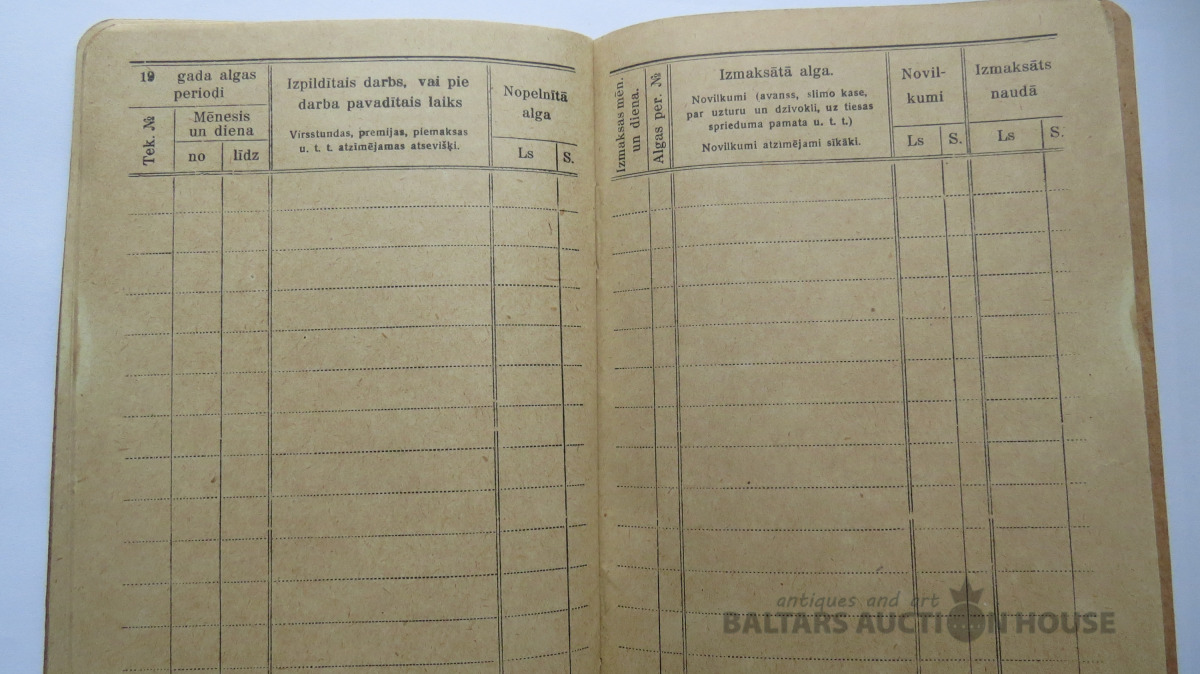 19 gada algas
periodi
Tek. №
Mēnesis
un diena
no
līdz
Izpildītais darbs, vai pie
darba pavadītais laiks
Virsstundas, premijas, piemaksas
u. t. t. atzīmējamas atsevišķi.
Nopelnītā
alga
Ls
S.
Izmaksas mēn.
un diena.
Algas per. №
Izmaksātā alga.
Novilkumi (avanss, slimo kase,
par uzturu un dzīvokli, uz tiesas
sprieduma pamata u. t. t.)
Novilkumi atzīmējami sīkāki.
Novil-
kumi
Ls
S.
Izmaksāts
naudā
Ls
S.
antiques and art
BALTARS AUCTION HOUSE